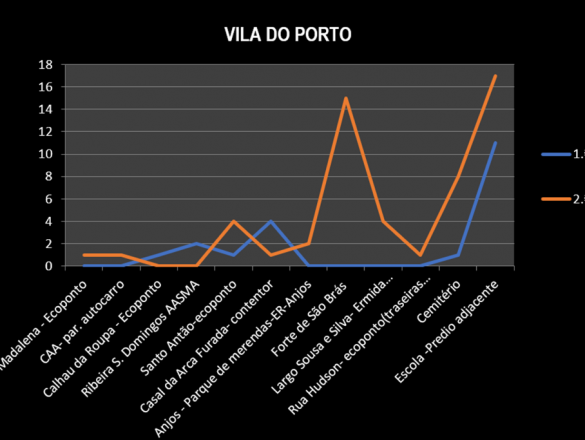 VILA DO PORTO
18
16
14
12
10
8
6
4
2
0
1.
2.
Madalena - Ecoponto
CAA- par. autocarro
Calhau da Roupa - Ecoponto
Ribeira S. Domingos AASMA
Santo Antão-ecoponto
Casal da Arca Furada- contentor
Anjos - Parque de merendas-ER-Anjos
Forte de São Brás
Largo Sousa e Silva- Ermida...
Rua Hudson- ecoponto(traseiras...
Cemitério
Escola -Predio adjacente